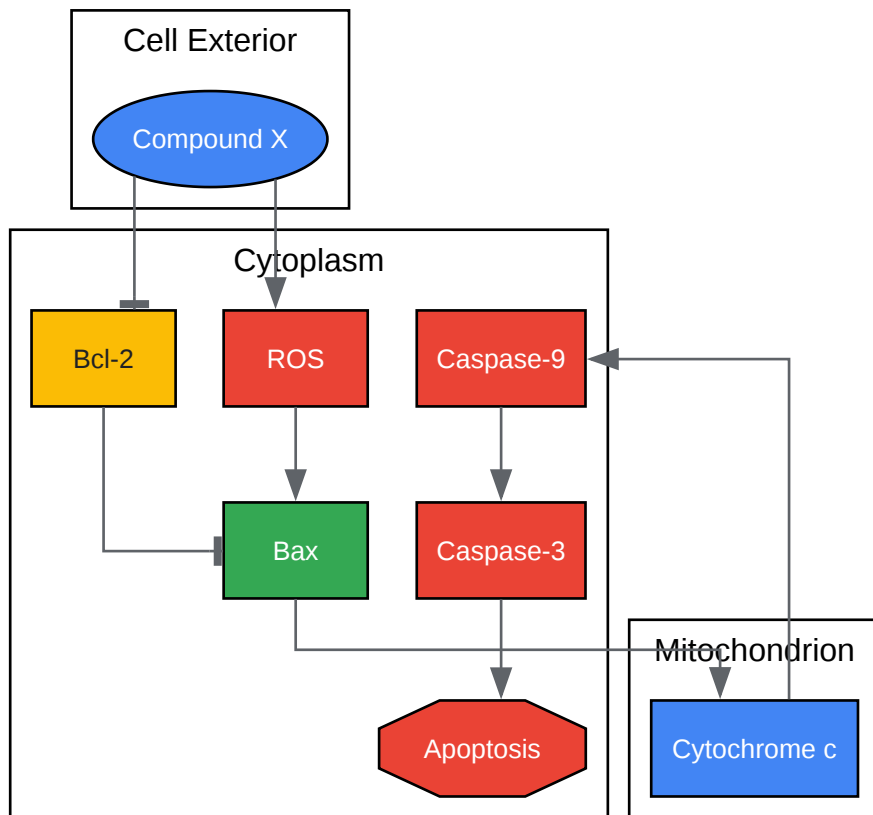 Cell Exterior
Compound X
Cytoplasm
Bcl-2
ROS
Caspase-9
Bax
Caspase-3
Mitochondrion
Apoptosis
Cytochrome c